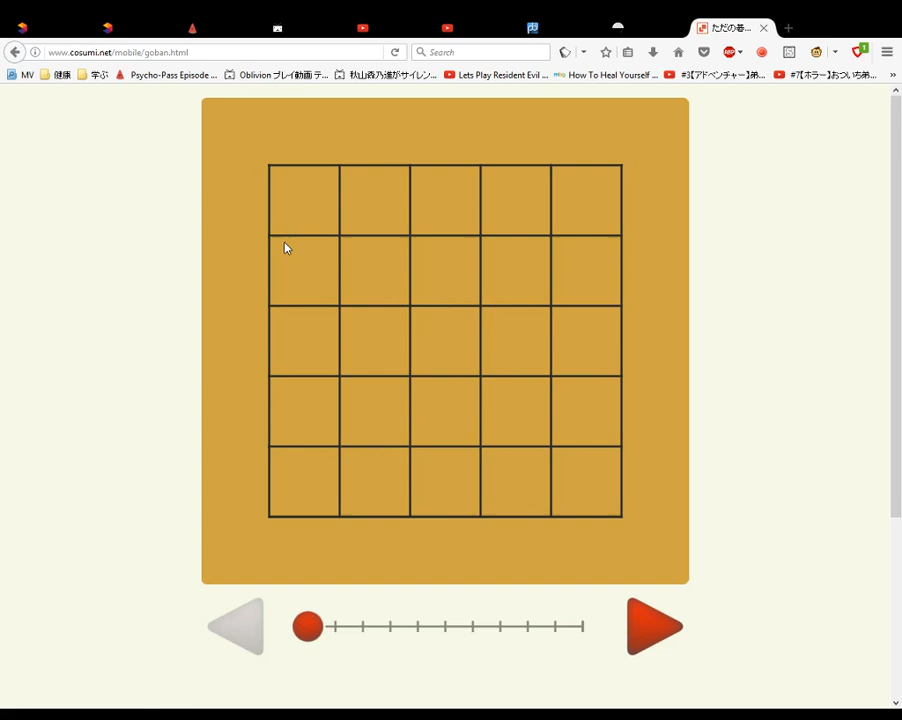 ただの碁...
www.cosumi.net/mobile/goban.html
Search
ABP
1
MV
健康
学ぶ
Psycho-Pass Episode ...
Oblivion プレイ動画 テ...
秋山森乃進がサイレン...
Lets Play Resident Evil ...
How To Heal Yourself ...
#3【アドベンチャー】弟...
#7【ホラー】おついち弟...